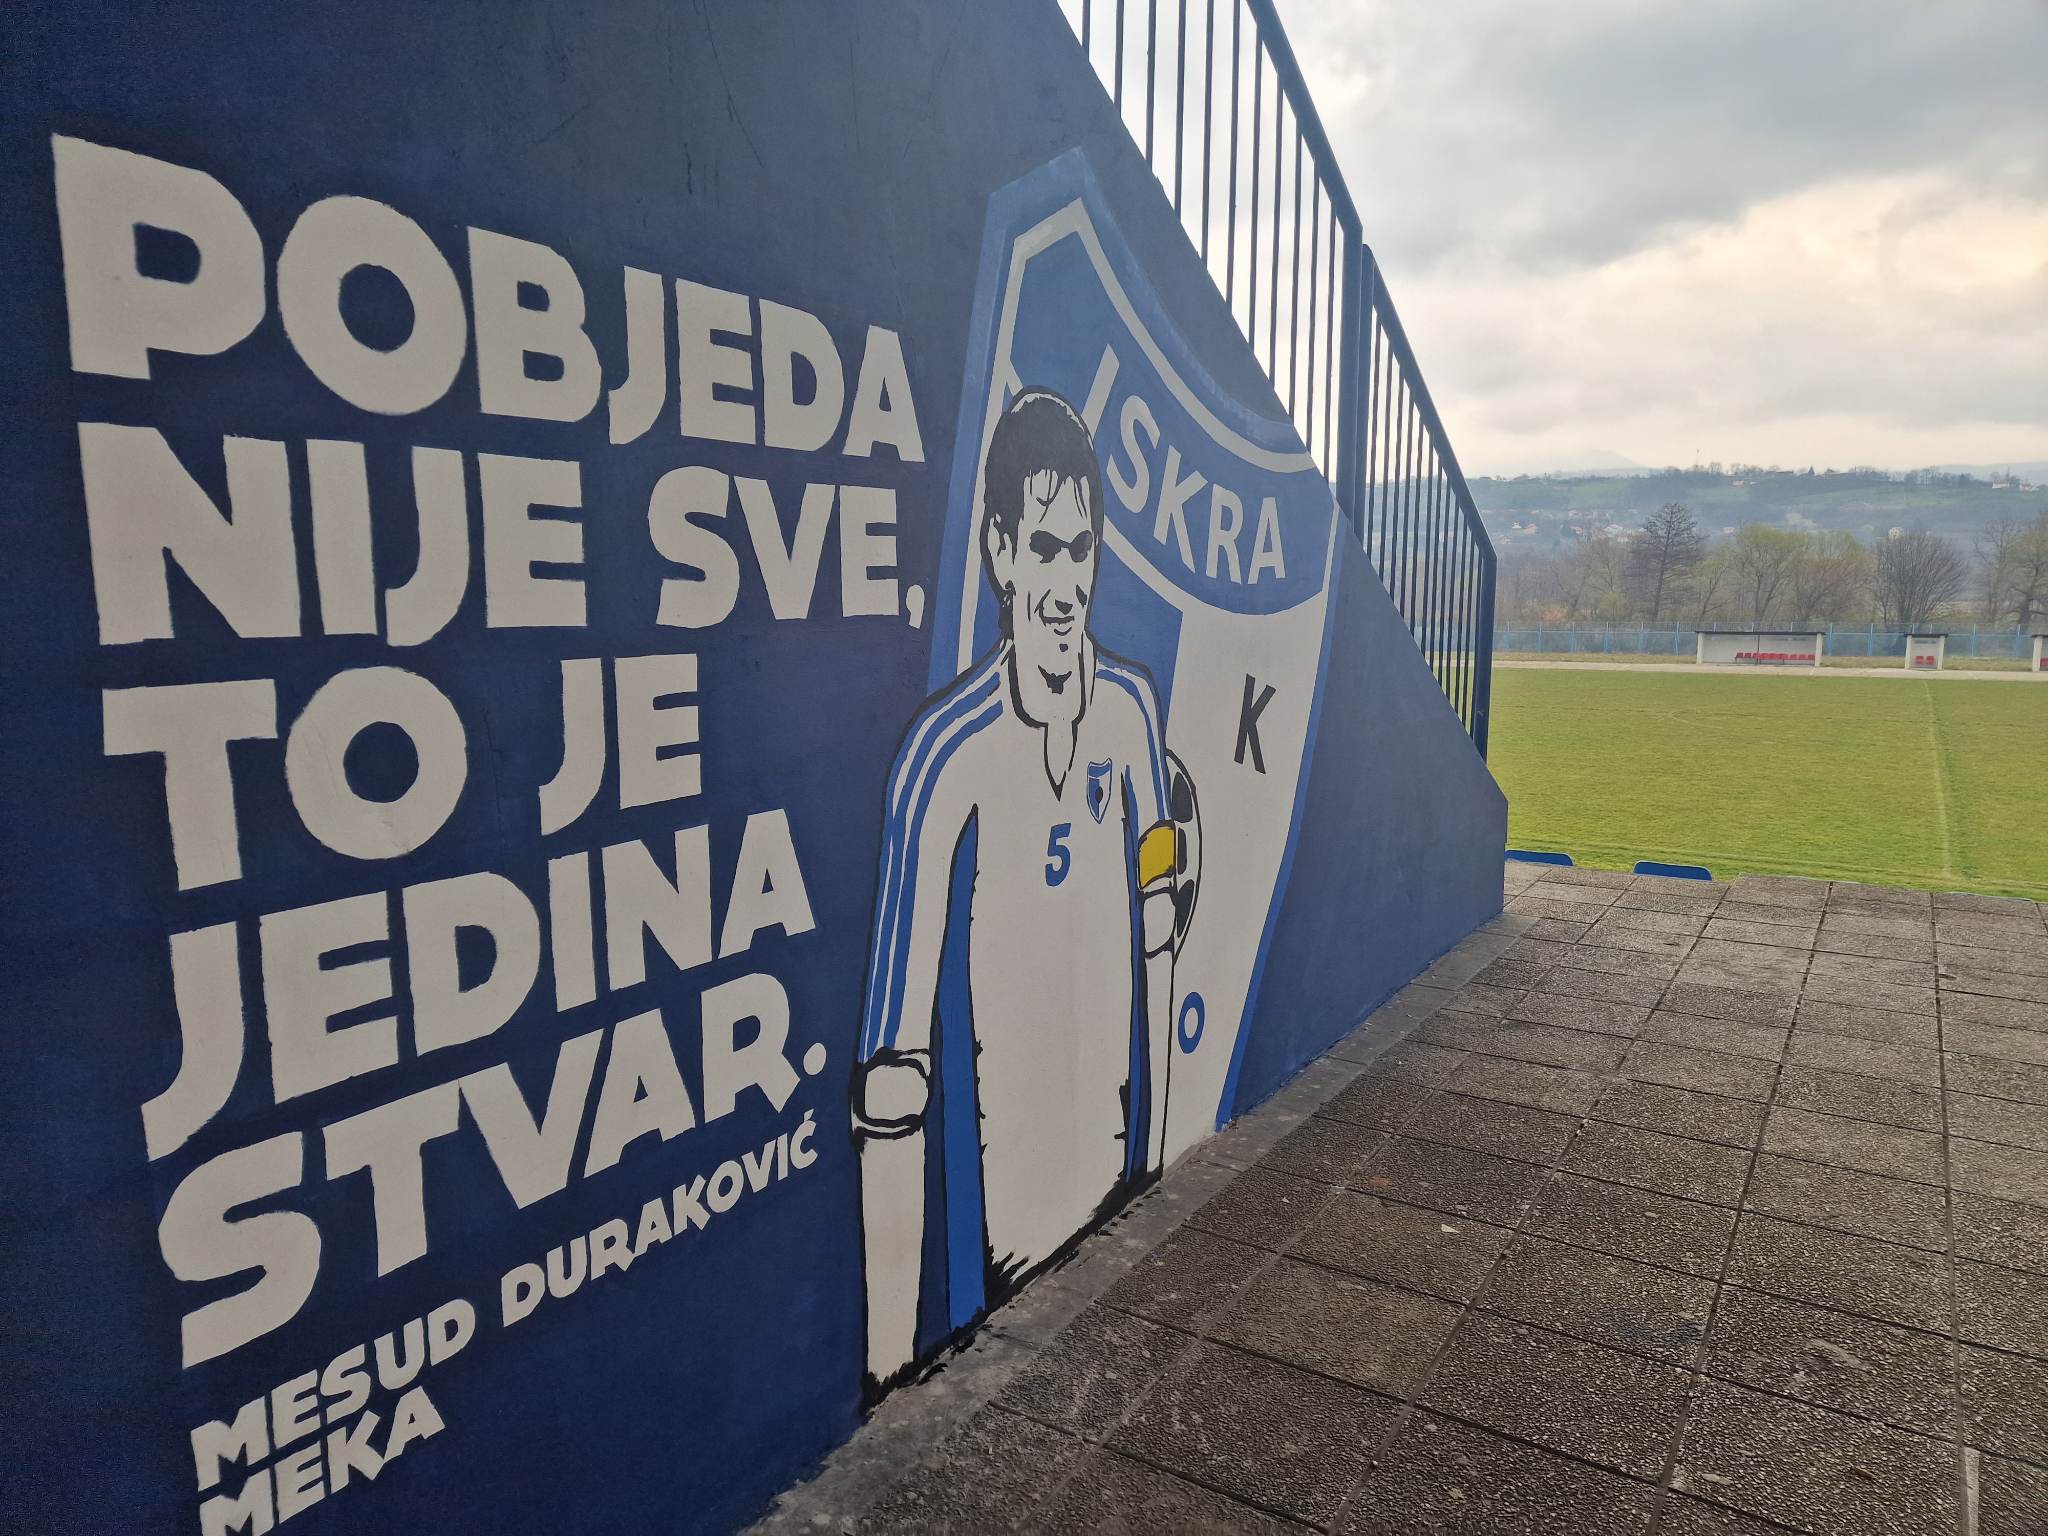 POBJEDA
NIJE SVE,
TO JE
JEDINA
STVAR.
MESUD DURAKOVIĆ
MEKA
ISKRA
K
5